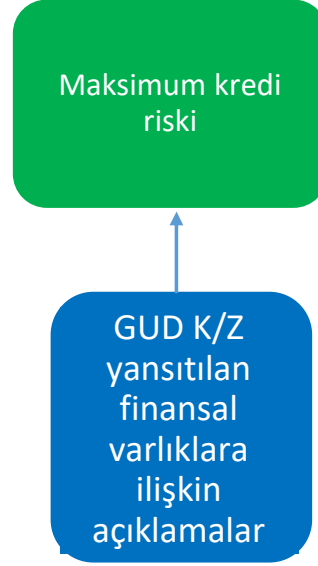 Maksimum kredi
riski
GUD K/Z
yansıtılan
finansal
varlıklara
ilişkin
açıklamalar